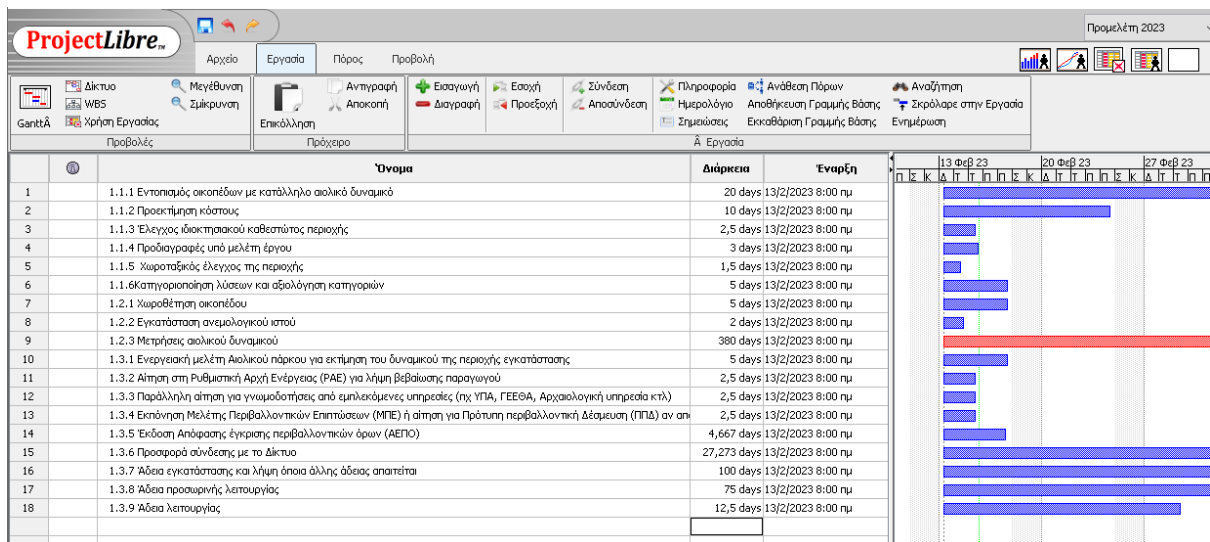 ProjectLibre™
Προμελέτη 2023
Αρχείο Εργασία Πόρος Προβολή
Δίκτυο Μεγέθυνση Αντιγραφή Εισαγωγή Εσοχή Σύνδεση Πληροφορία Ανάθεση Πόρων Αναζήτηση
WBS Σμίκρυνση Αποκοπή Διαγραφή Προεξοχή Αποσύνδεση Ημερολόγιο Αποθήκευση Γραμμής Βάσης Σκρόλαρε στην Εργασία
GanttÂ Χρήση Εργασίας Επικόλληση Σημειώσεις Εκκαθάριση Γραμμής Βάσης Ενημέρωση
Προβολές Πρόχειρο Â Εργασία
Όνομα Διάρκεια Έναρξη 13 Φεβ 23 20 Φεβ 23 27 Φεβ 23
Π Σ Κ Δ Τ Τ Π Π Σ Κ Δ Τ Τ Π Π Σ Κ Δ Τ Τ Π Π
1 1.1.1 Εντοπισμός οικοπέδων με κατάλληλο αιολικό δυναμικό 20 days 13/2/2023 8:00 πμ
2 1.1.2 Προεκτίμηση κόστους 10 days 13/2/2023 8:00 πμ
3 1.1.3 Έλεγχος ιδιοκτησιακού καθεστώτος περιοχής 2,5 days 13/2/2023 8:00 πμ
4 1.1.4 Προδιαγραφές υπό μελέτη έργου 3 days 13/2/2023 8:00 πμ
5 1.1.5 Χωροταξικός έλεγχος της περιοχής 1,5 days 13/2/2023 8:00 πμ
6 1.1.6Κατηγοριοποίηση λύσεων και αξιολόγηση κατηγοριών 5 days 13/2/2023 8:00 πμ
7 1.2.1 Χωροθέτηση οικοπέδου 5 days 13/2/2023 8:00 πμ
8 1.2.2 Εγκατάσταση ανεμολογικού ιστού 2 days 13/2/2023 8:00 πμ
9 1.2.3 Μετρήσεις αιολικού δυναμικού 380 days 13/2/2023 8:00 πμ
10 1.3.1 Ενεργειακή μελέτη Αιολικού πάρκου για εκτίμηση του δυναμικού της περιοχής εγκατάστασης 5 days 13/2/2023 8:00 πμ
11 1.3.2 Αίτηση στη Ρυθμιστική Αρχή Ενέργειας (ΡΑΕ) για λήψη βεβαίωσης παραγωγού 2,5 days 13/2/2023 8:00 πμ
12 1.3.3 Παράλληλη αίτηση για γνωμοδοτήσεις από εμπλεκόμενες υπηρεσίες (πχ ΥΠΑ, ΓΕΕΘΑ, Αρχαιολογική υπηρεσία κτλ) 2,5 days 13/2/2023 8:00 πμ
13 1.3.4 Εκπόνηση Μελέτης Περιβαλλοντικών Επιπτώσεων (ΜΠΕ) ή αίτηση για Πρότυπη περιβαλλοντική Δέσμευση (ΠΠΔ) αν απ 2,5 days 13/2/2023 8:00 πμ
14 1.3.5 Έκδοση Απόφασης έγκρισης περιβαλλοντικών όρων (ΑΕΠΟ) 4,667 days 13/2/2023 8:00 πμ
15 1.3.6 Προσφορά σύνδεσης με το Δίκτυο 27,273 days 13/2/2023 8:00 πμ
16 1.3.7 Άδεια εγκατάστασης και λήψη όποια άλλης άδειας απαιτείται 100 days 13/2/2023 8:00 πμ
17 1.3.8 Άδεια προσωρινής λειτουργίας 75 days 13/2/2023 8:00 πμ
18 1.3.9 Άδεια λειτουργίας 12,5 days 13/2/2023 8:00 πμ